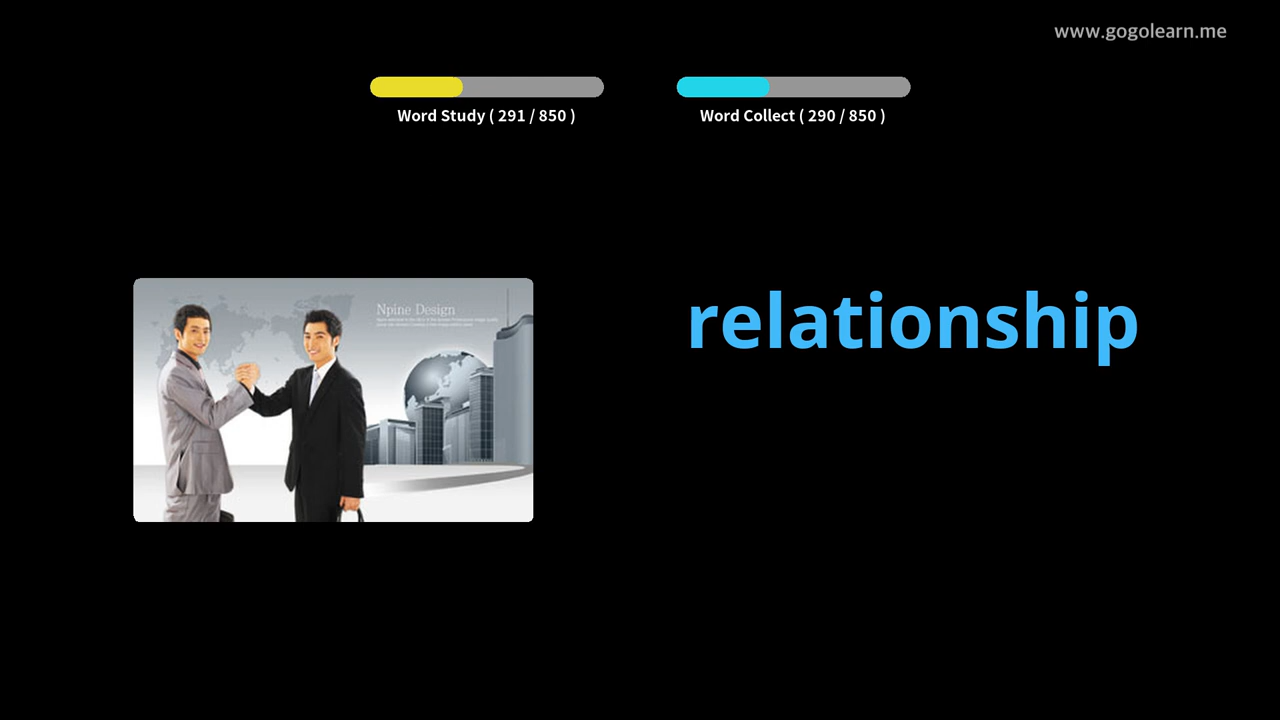 www.gogolearn.me
Word Study ( 291 / 850 )
Word Collect ( 290 / 850 )
Npine Design
relationship